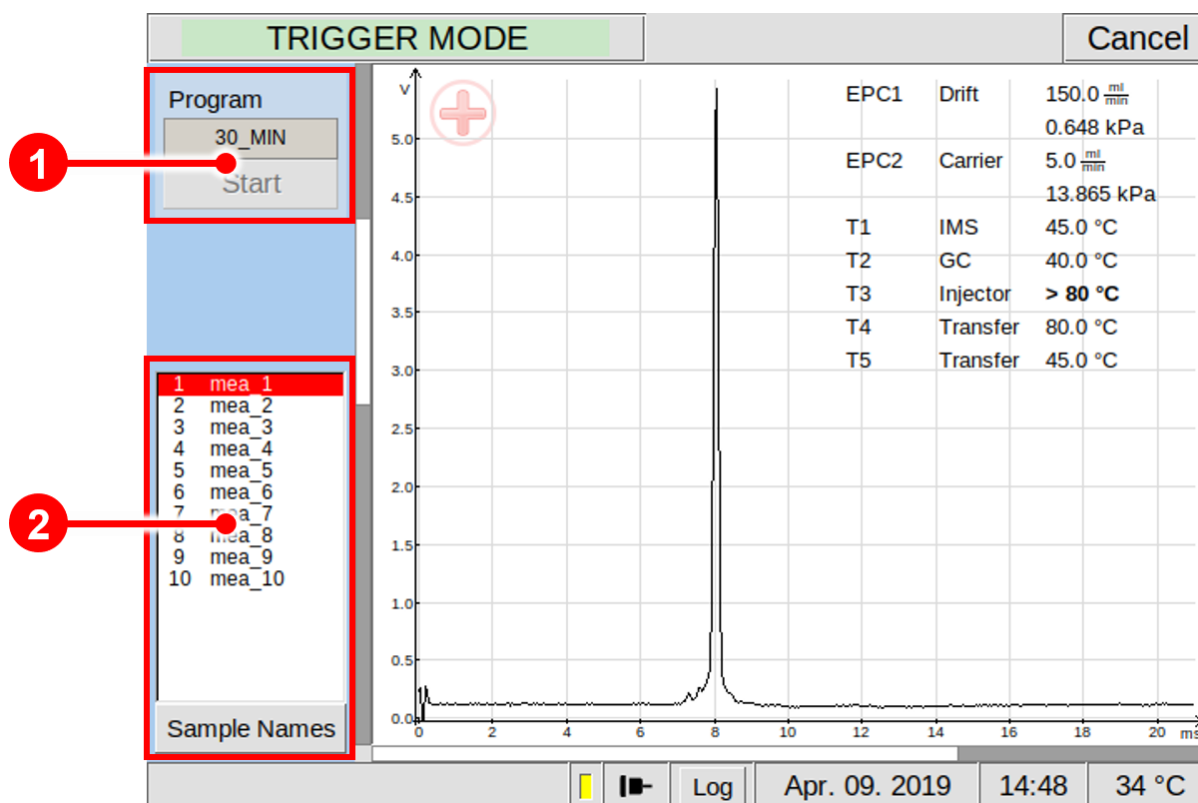 TRIGGER MODE
Cancel
Program
30_MIN
Start
1
1 mea_1
2 mea_2
3 mea_3
4 mea_4
5 mea_5
6 mea_6
7 mea_7
8 mea_8
9 mea_9
10 mea_10
2
Sample Names
V
5.0
4.5
4.0
3.5
3.0
2.5
2.0
1.5
1.0
0.5
0.0
0 2 4 6 8 10 12 14 16 18 20 ms
EPC1 Drift 150.0 ml/min
0.648 kPa
EPC2 Carrier 5.0 ml/min
13.865 kPa
T1 IMS 45.0 °C
T2 GC 40.0 °C
T3 Injector > 80 °C
T4 Transfer 80.0 °C
T5 Transfer 45.0 °C
Log Apr. 09. 2019 14:48 34 °C